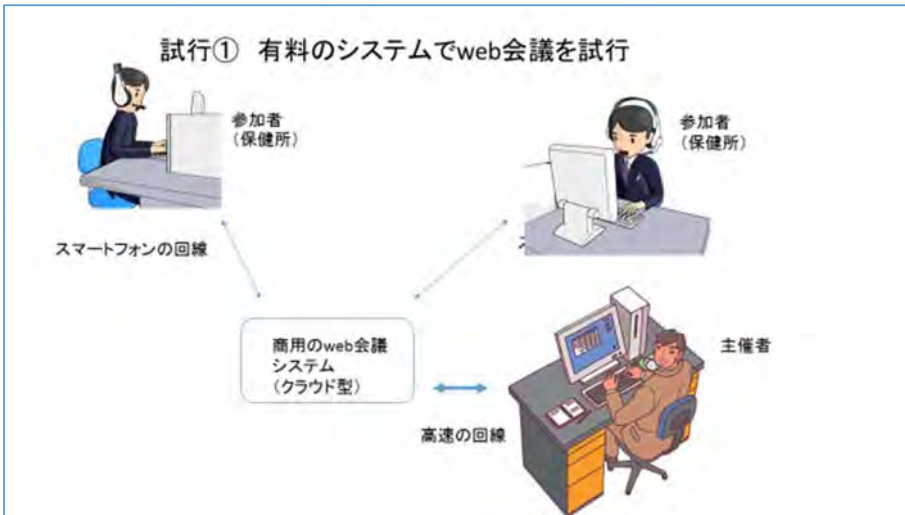 試行① 有料のシステムでweb会議を試行
参加者
(保健所)
参加者
(保健所)
スマートフォンの回線
商用のweb会議
システム
(クラウド型)
主催者
高速の回線